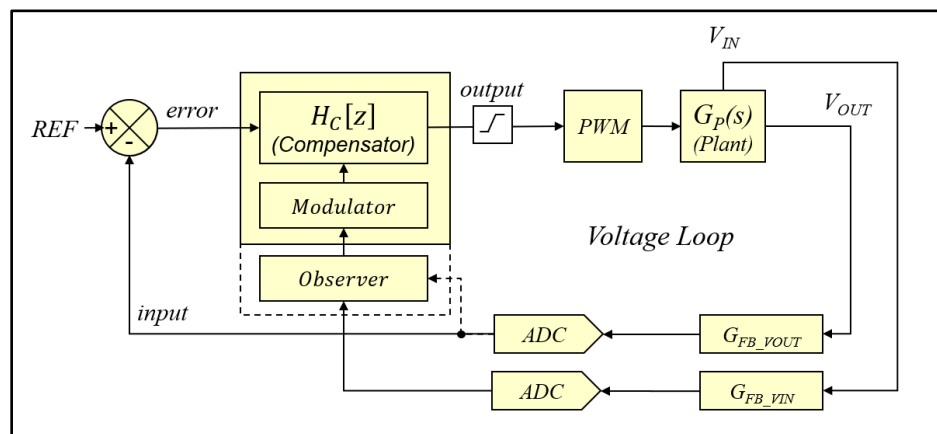 V_IN
REF
+
-
error
H_C[z]
(Compensator)
output
PWM
G_P(s)
(Plant)
V_OUT
Modulator
Voltage Loop
Observer
input
ADC
G_FB_VOUT
ADC
G_FB_VIN